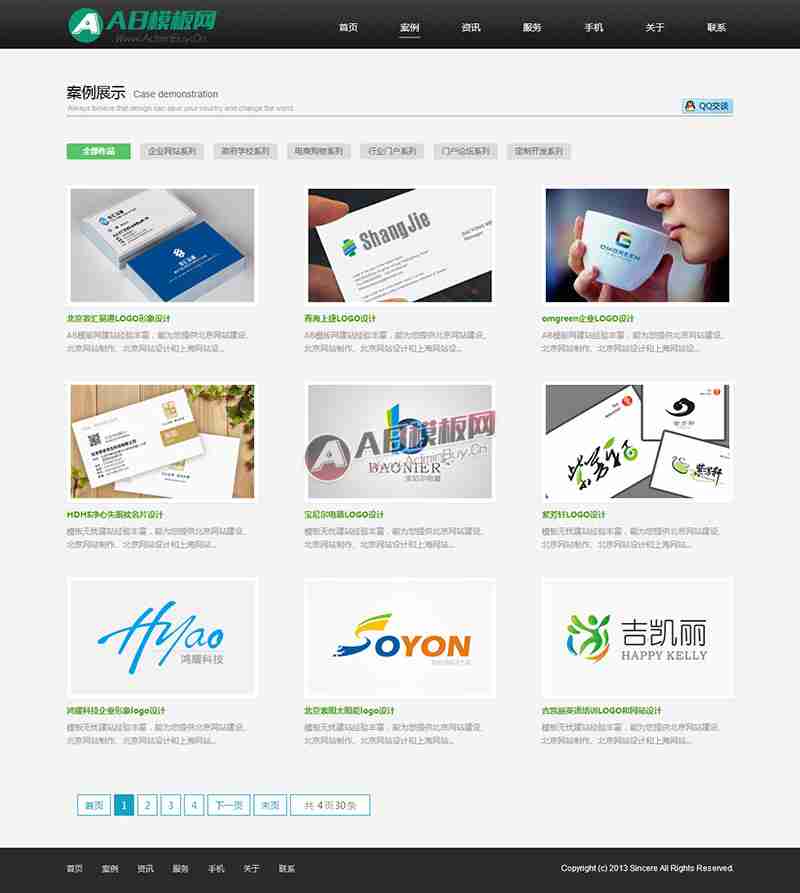 AB模板网
Www.AdminBuy.Cn
首页 案例 资讯 服务 手机 关于 联系
案例展示 Case demonstration
Always believe that design can save your country and change the world
QQ交谈
全部作品 企业网站系列 政府学校系列 电商购物系列 行业门户系列 门户论坛系列 定制开发系列
ShangJie
OMGREEN
北京农汇易通LOGO形象设计
青海上捷LOGO设计
omgreen企业LOGO设计
AB模板网建站经验丰富，能为您提供北京网站建设、
北京网站制作、北京网站设计和上海网站设...
AB模板网建站经验丰富，能为您提供北京网站建设、
北京网站制作、北京网站设计和上海网站设...
AB模板网建站经验丰富，能为您提供北京网站建设、
北京网站制作、北京网站设计和上海网站设...
AB模板网
AdminBuy.Cn
BAONIER
宝尼尔电器
紫芳轩
HDMS净心失眠蚊名片设计
宝尼尔电器LOGO设计
紫芳轩LOGO设计
模板无忧建站经验丰富，能为您提供北京网站建设、
北京网站制作、北京网站设计和上海网站...
模板无忧建站经验丰富，能为您提供北京网站建设、
北京网站制作、北京网站设计和上海网站...
模板无忧建站经验丰富，能为您提供北京网站建设、
北京网站制作、北京网站设计和上海网站...
Hyao
鸿耀科技
SOYON
吉凯丽
HAPPY KELLY
鸿耀科技企业形象logo设计
北京索阳太阳能logo设计
吉凯丽英语培训LOGO和网站设计
模板无忧建站经验丰富，能为您提供北京网站建设、
北京网站制作、北京网站设计和上海网站...
模板无忧建站经验丰富，能为您提供北京网站建设、
北京网站制作、北京网站设计和上海网站...
模板无忧建站经验丰富，能为您提供北京网站建设、
北京网站制作、北京网站设计和上海网站...
首页 1 2 3 4 下一页 末页 共 4 页 30 条
首页 案例 资讯 服务 手机 关于 联系
Copyright (c) 2013 Sincere All Rights Reserved.